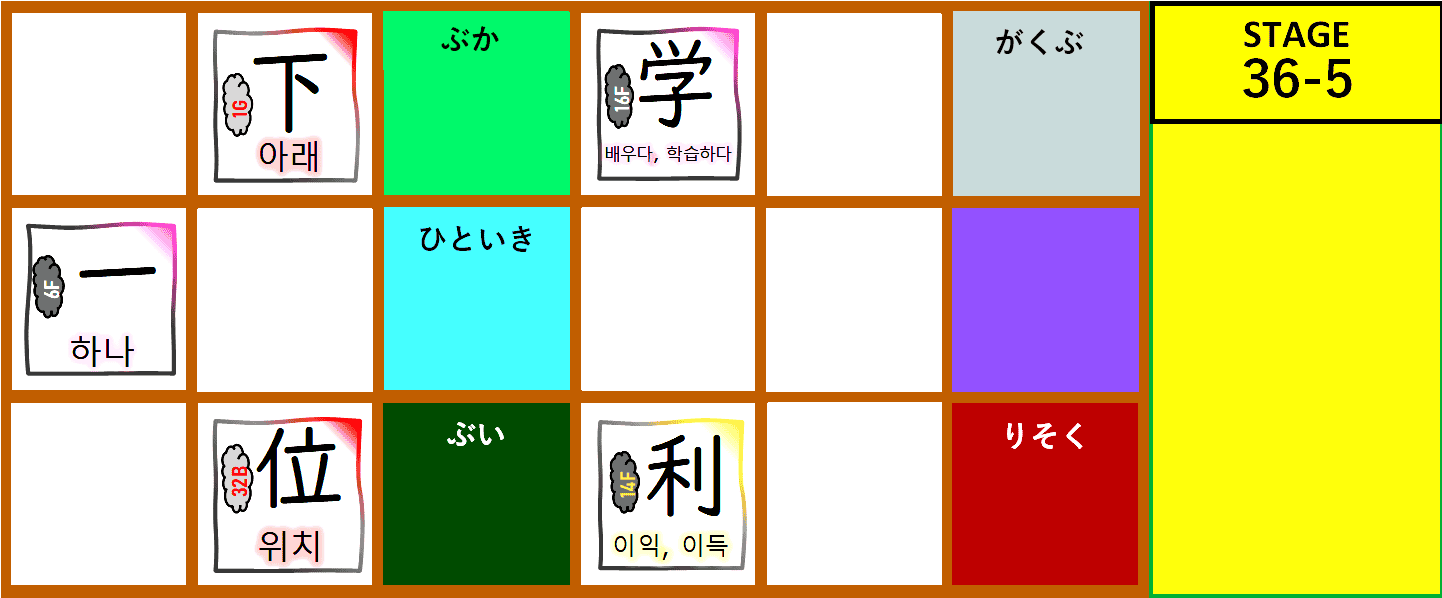 下
1G
아래
ぶか
学
16F
배우다, 학습하다
がくぶ
STAGE
36-5
一
6F
하나
ひといき
位
32B
위치
ぶい
利
14F
이익, 이득
りそく